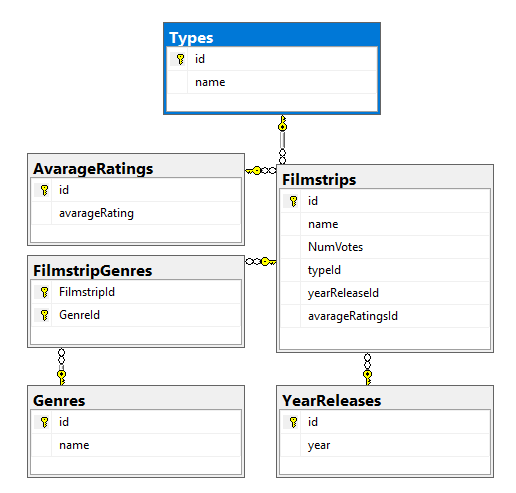 Types
id
name
AvarageRatings
id
avarageRating
Filmstrips
id
name
NumVotes
typeId
yearReleaseId
avarageRatingsId
FilmstripGenres
FilmstripId
GenreId
Genres
id
name
YearReleases
id
year